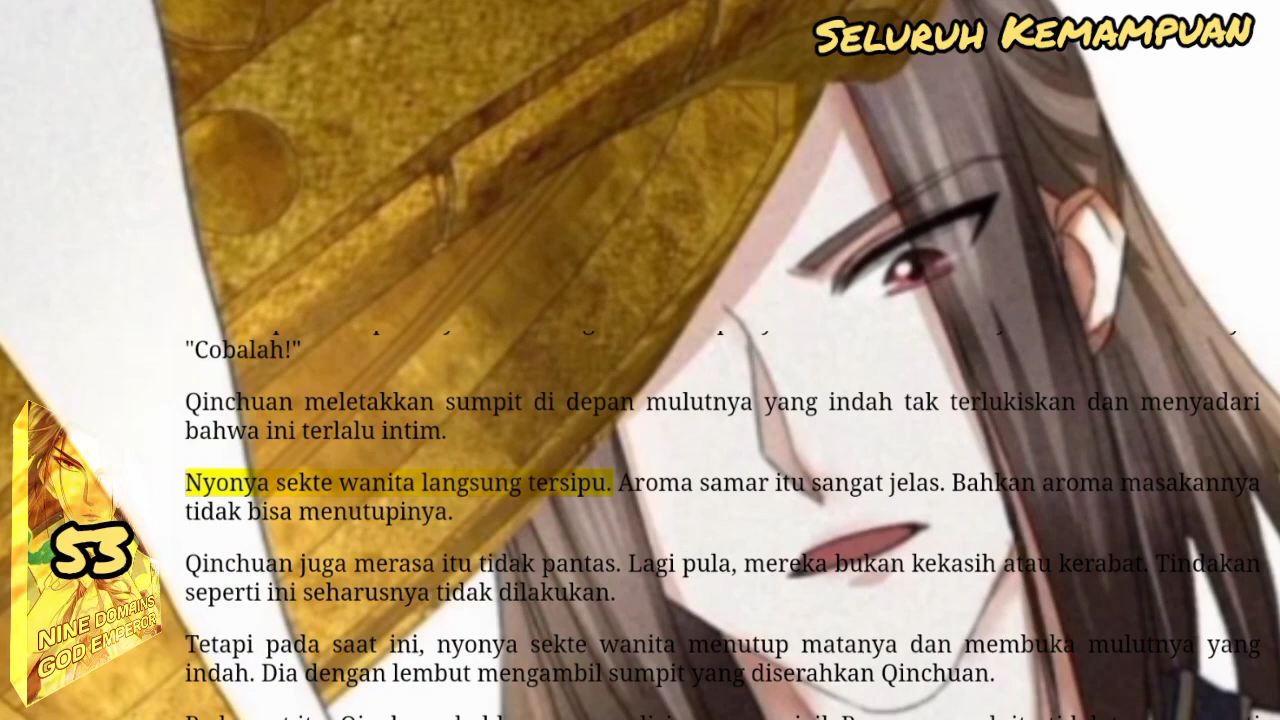 Seluruh Kemampuan
"Cobalah!"
Qinchuan meletakkan sumpit di depan mulutnya yang indah tak terlukiskan dan menyadari
bahwa ini terlalu intim.
Nyonya sekte wanita langsung tersipu. Aroma samar itu sangat jelas. Bahkan aroma masakannya
tidak bisa menutupinya.
Qinchuan juga merasa itu tidak pantas. Lagi pula, mereka bukan kekasih atau kerabat. Tindakan
seperti ini seharusnya tidak dilakukan.
Tetapi pada saat ini, nyonya sekte wanita menutup matanya dan membuka mulutnya yang
indah. Dia dengan lembut mengambil sumpit yang diserahkan Qinchuan.
53
NINE DOMAINS
GOD EMPEROR